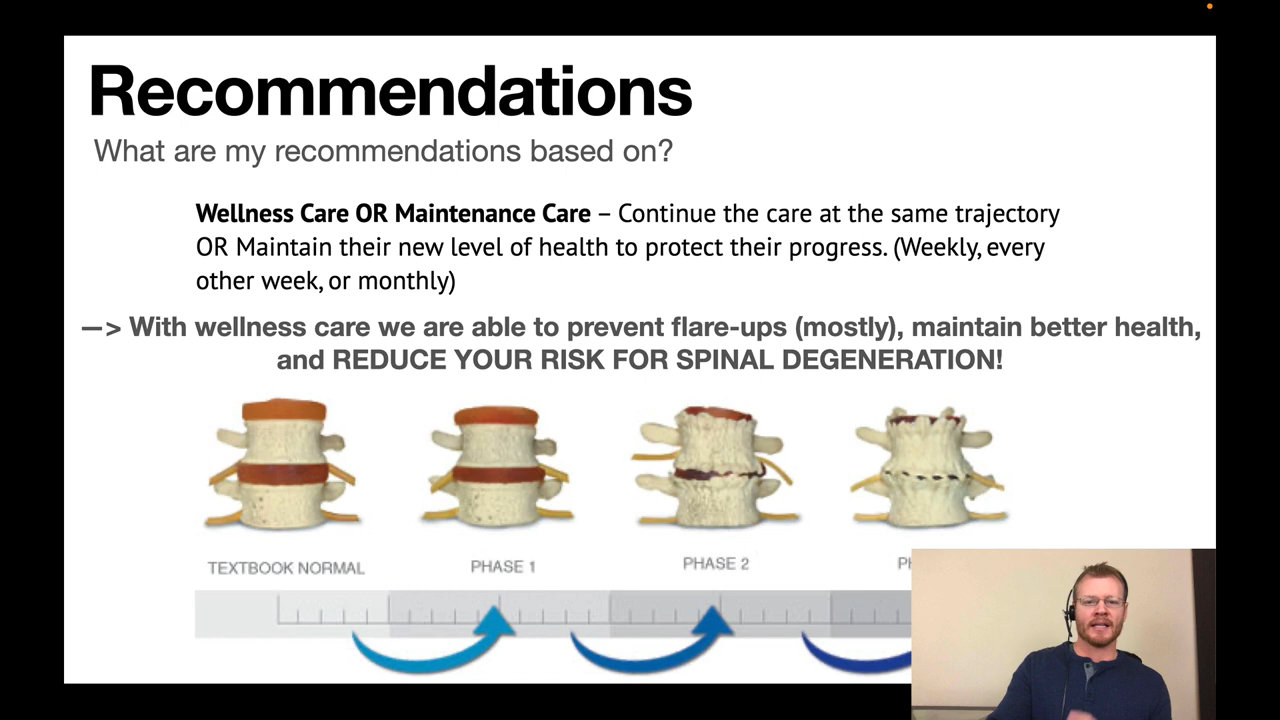 Recommendations
What are my recommendations based on?
Wellness Care OR Maintenance Care – Continue the care at the same trajectory
OR Maintain their new level of health to protect their progress. (Weekly, every
other week, or monthly)
—> With wellness care we are able to prevent flare-ups (mostly), maintain better health,
and REDUCE YOUR RISK FOR SPINAL DEGENERATION!
TEXTBOOK NORMAL
PHASE 1
PHASE 2